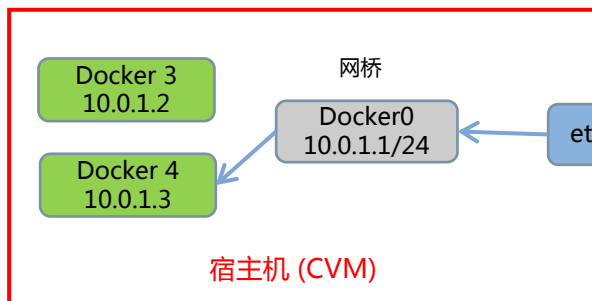 Docker 3
10.0.1.2
网桥
Docker0
10.0.1.1/24
et
Docker 4
10.0.1.3
宿主机 (CVM)